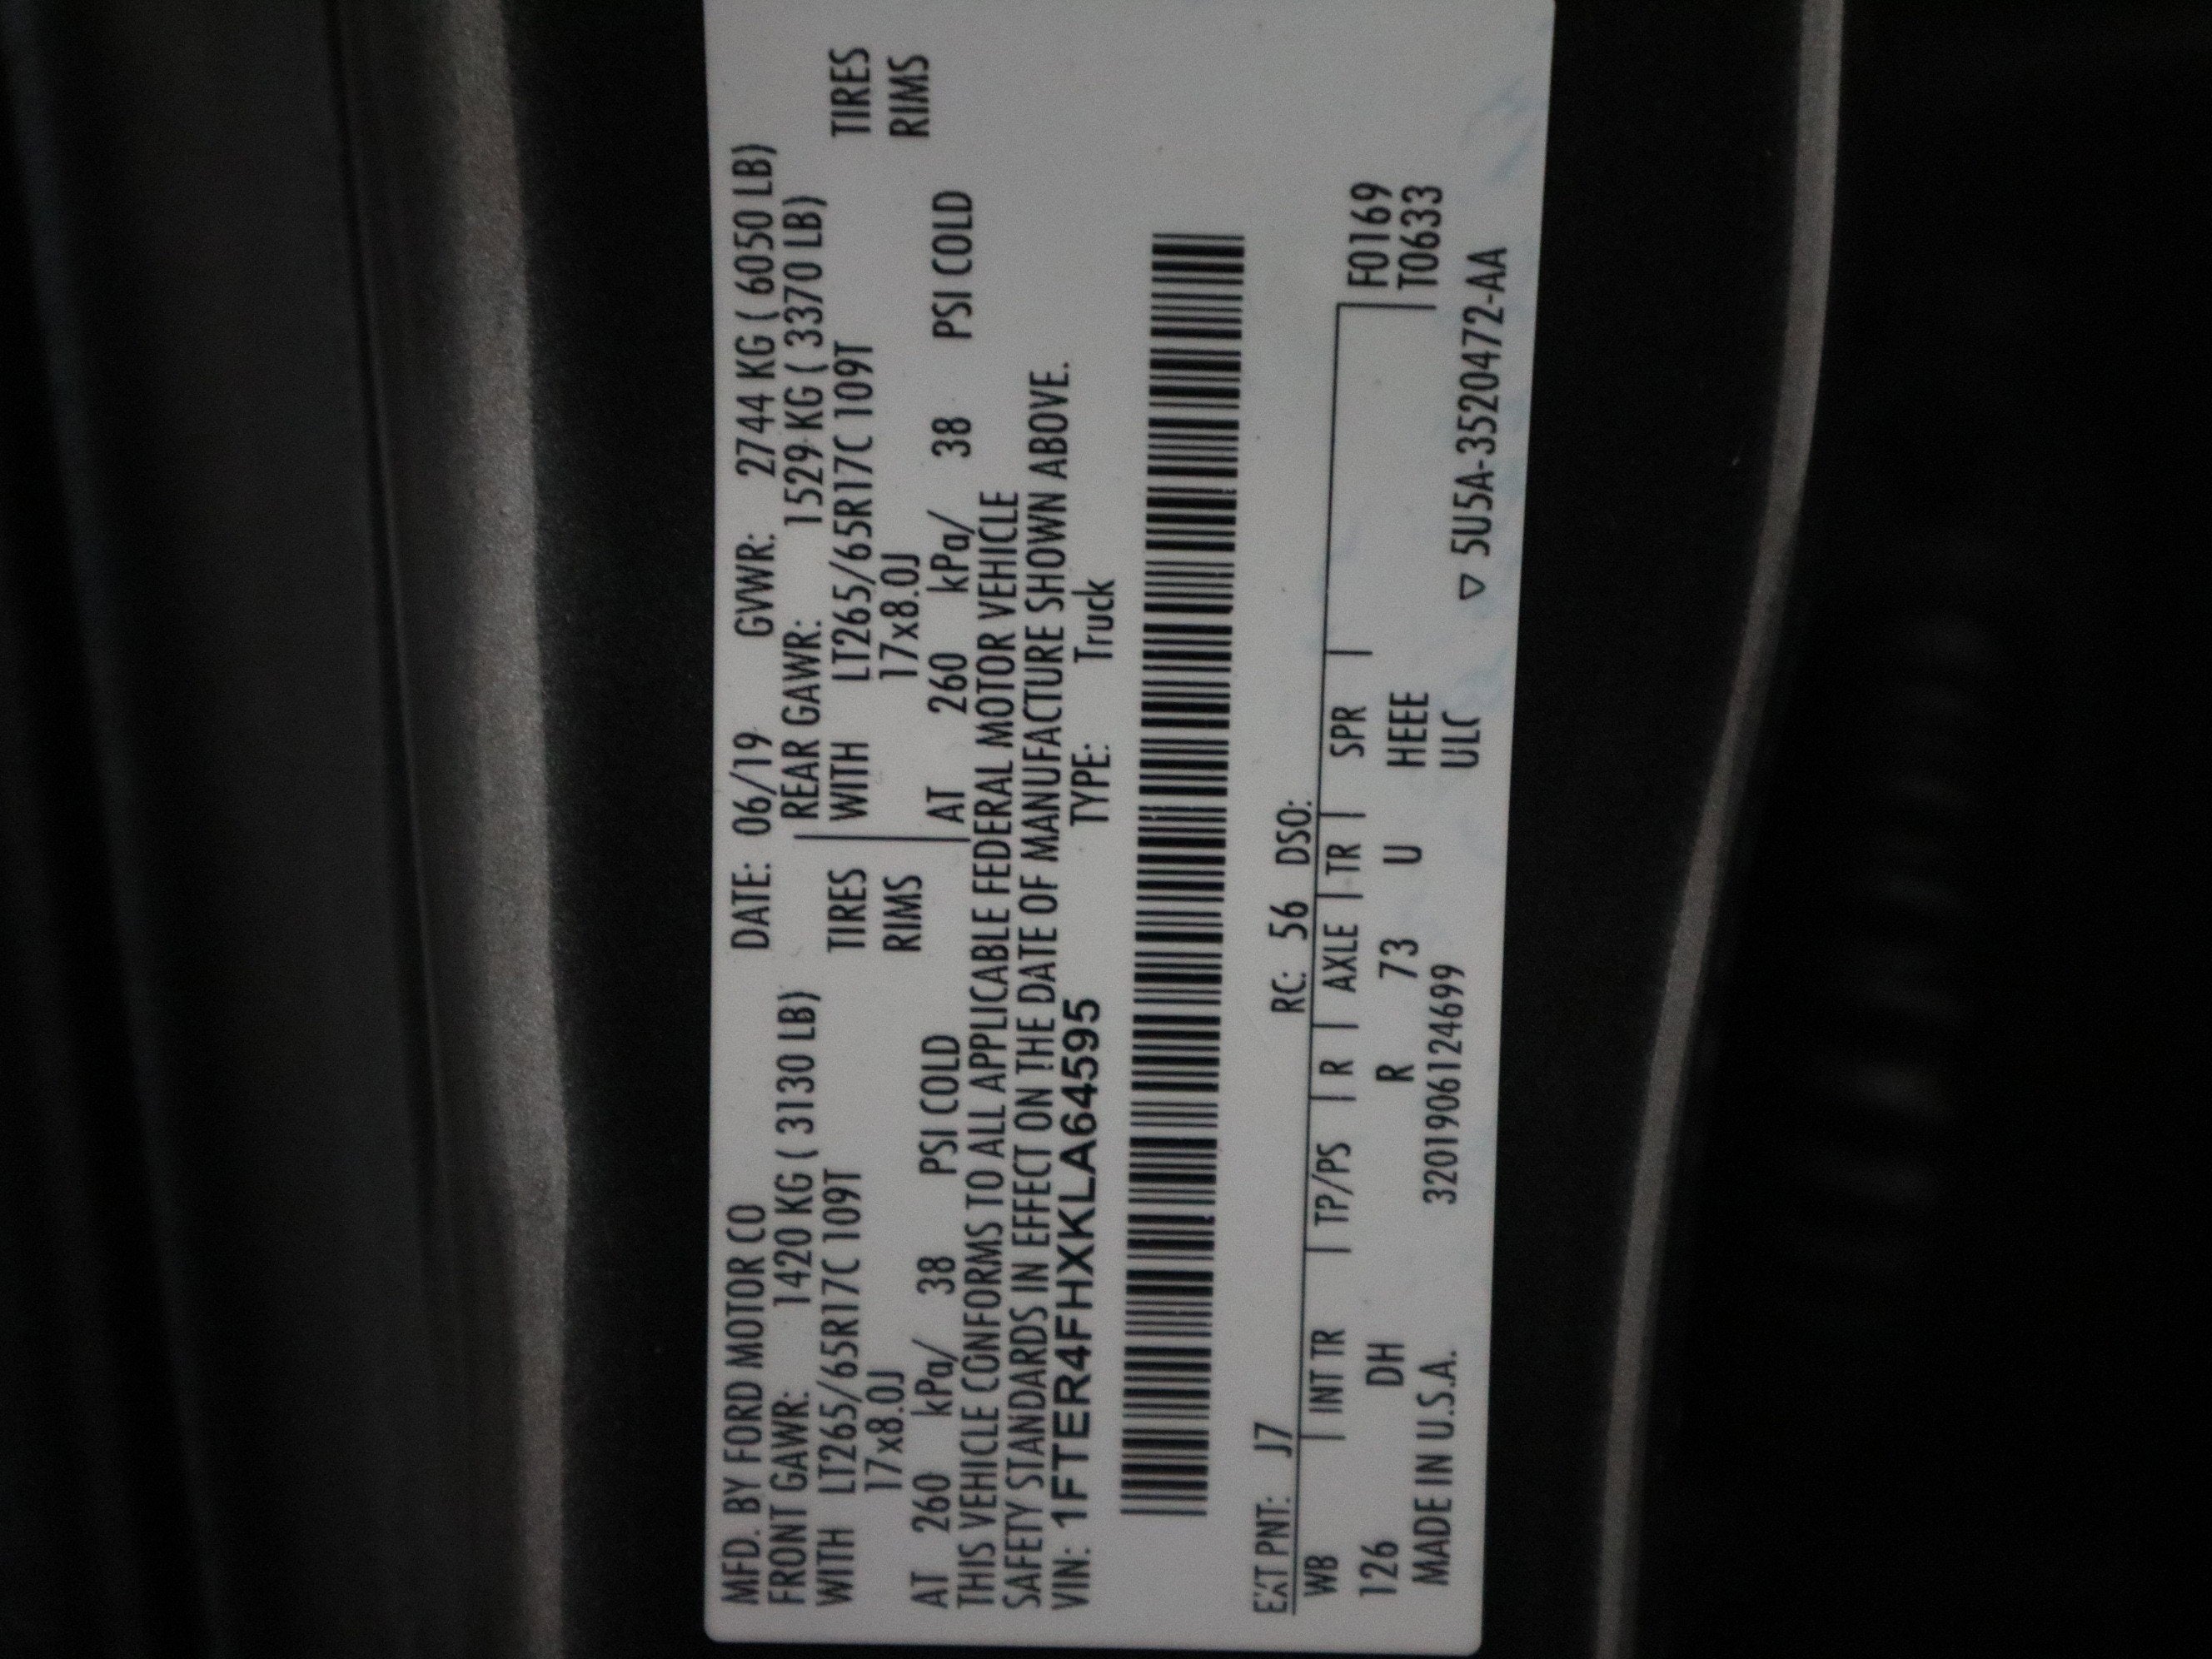 MFD. BY FORD MOTOR CO DATE: 06/19 GVWR: 2744 KG ( 6050 LB)
FRONT GAWR: 1420 KG ( 3130 LB) REAR GAWR: 1529 KG ( 3370 LB)
WITH LT265/65R17C 109T TIRES WITH LT265/65R17C 109T TIRES
17x8.0J RIMS 17x8.0J RIMS
AT 260 kPa/ 38 PSI COLD AT 260 kPa/ 38 PSI COLD
THIS VEHICLE CONFORMS TO ALL APPLICABLE FEDERAL MOTOR VEHICLE
SAFETY STANDARDS IN EFFECT ON THE DATE OF MANUFACTURE SHOWN ABOVE.
VIN: 1FTER4FHXKLA64595 TYPE: Truck
EXT PNT: J7 RC: 56 DSO:
WB | INT TR | TP/PS | R | AXLE | TR | SPR | F0169
126 DH R 73 U HEEE T0633
MADE IN U.S.A. 3201906124699 ULC
▽ 5U5A-3520472-AA